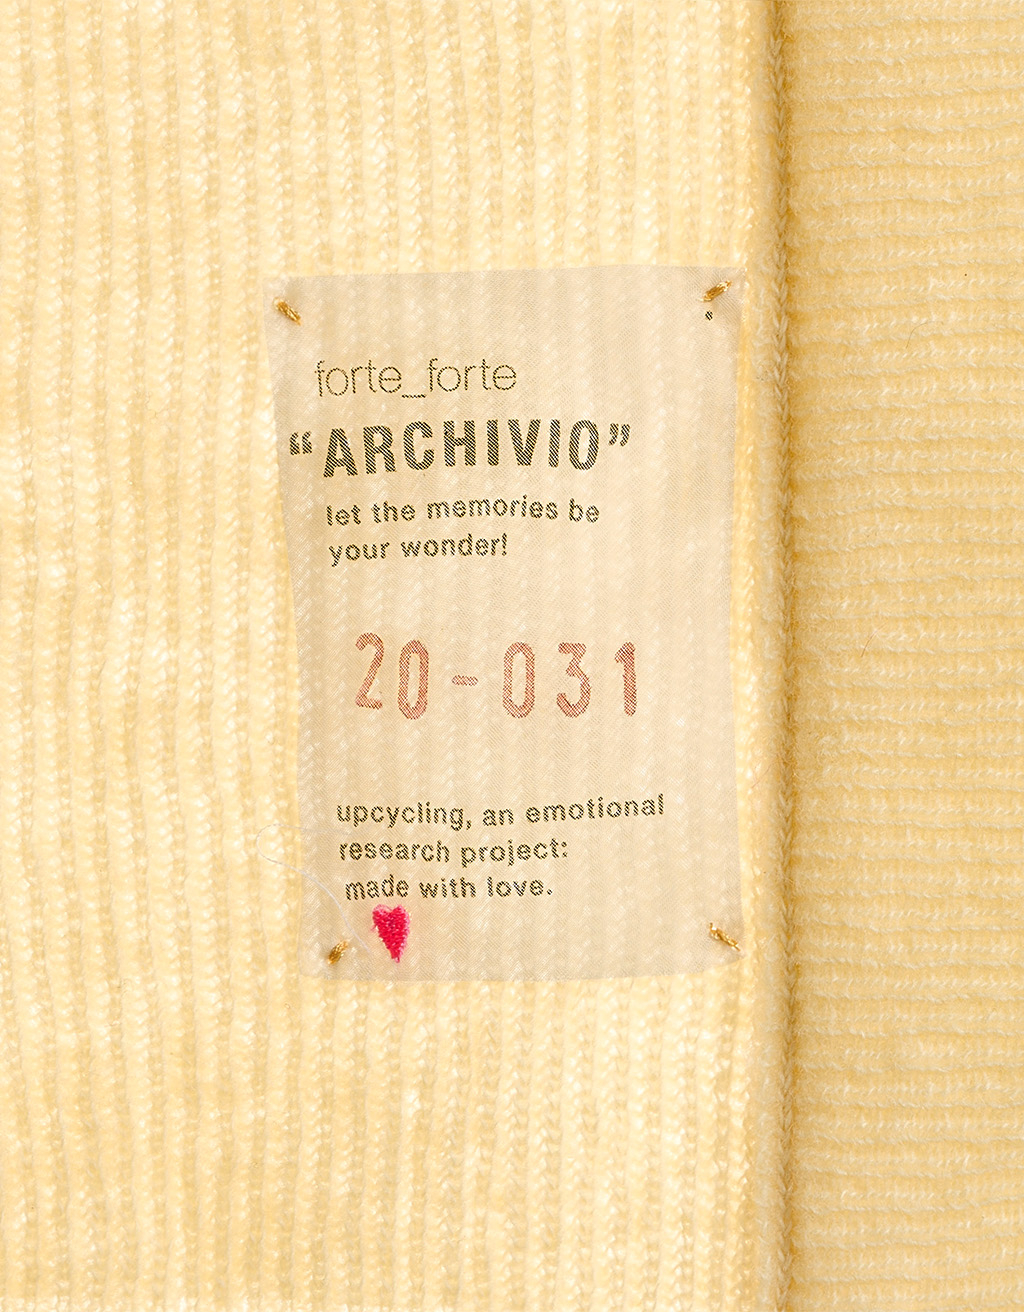 forte_forte
“ARCHIVIO”
let the memories be
your wonder!
20-031
upcycling, an emotional
research project:
made with love.